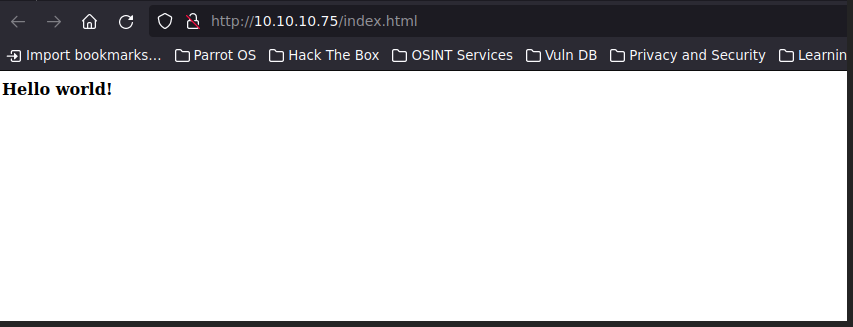 http://10.10.10.75/index.html
Import bookmarks... Parrot OS Hack The Box OSINT Services Vuln DB Privacy and Security Learnin
Hello world!